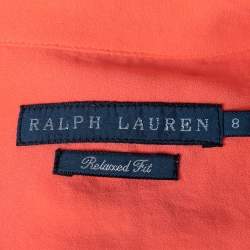 RALPH LAUREN 8
Relaxed Fit